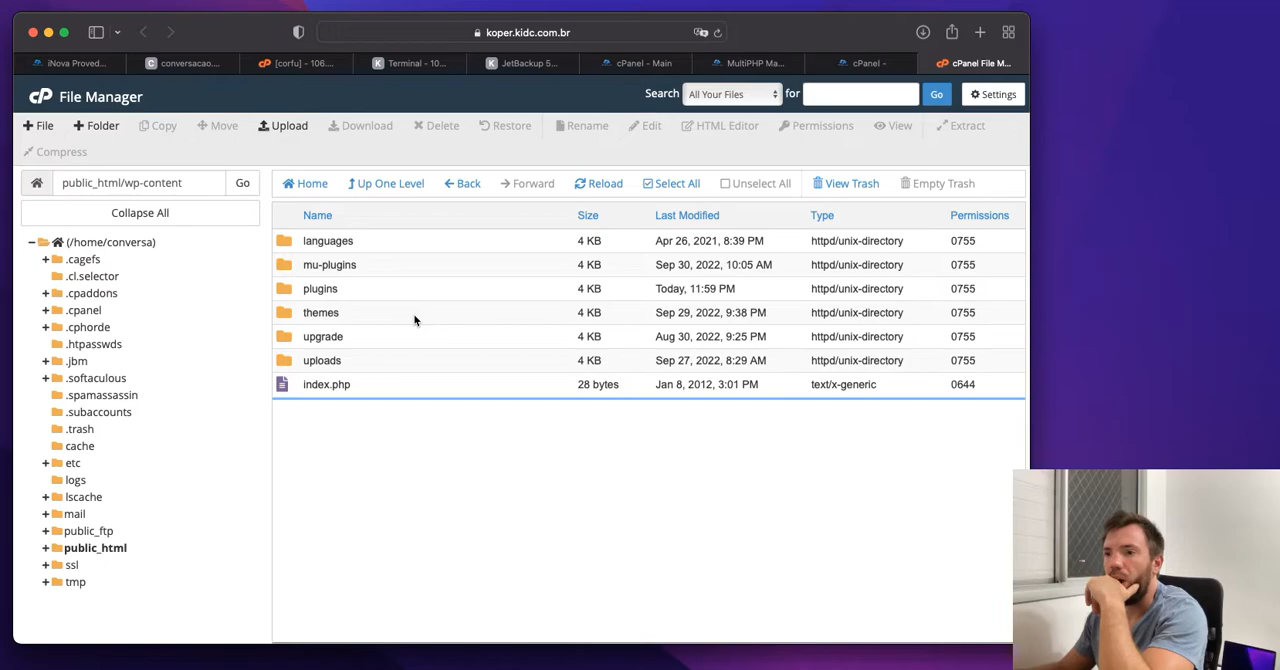 koper.kidc.com.br
iNova Proved...
conversacao....
[corfu] - 106....
Terminal - 10...
JetBackup 5...
cPanel - Main
MultiPHP Ma...
cPanel -
cPanel File M...
cP File Manager
Search All Your Files for Go Settings
File Folder Copy Move Upload Download Delete Restore Rename Edit HTML Editor Permissions View Extract
Compress
public_html/wp-content Go
Home Up One Level Back Forward Reload Select All Unselect All View Trash Empty Trash
Collapse All
(/home/conversa)
.cagefs
.cl.selector
.cpaddons
.cpanel
.cphorde
.htpasswds
.jbm
.softaculous
.spamassassin
.subaccounts
.trash
cache
etc
logs
lscache
mail
public_ftp
public_html
ssl
tmp
Name Size Last Modified Type Permissions
languages 4 KB Apr 26, 2021, 8:39 PM httpd/unix-directory 0755
mu-plugins 4 KB Sep 30, 2022, 10:05 AM httpd/unix-directory 0755
plugins 4 KB Today, 11:59 PM httpd/unix-directory 0755
themes 4 KB Sep 29, 2022, 9:38 PM httpd/unix-directory 0755
upgrade 4 KB Aug 30, 2022, 9:25 PM httpd/unix-directory 0755
uploads 4 KB Sep 27, 2022, 8:29 AM httpd/unix-directory 0755
index.php 28 bytes Jan 8, 2012, 3:01 PM text/x-generic 0644